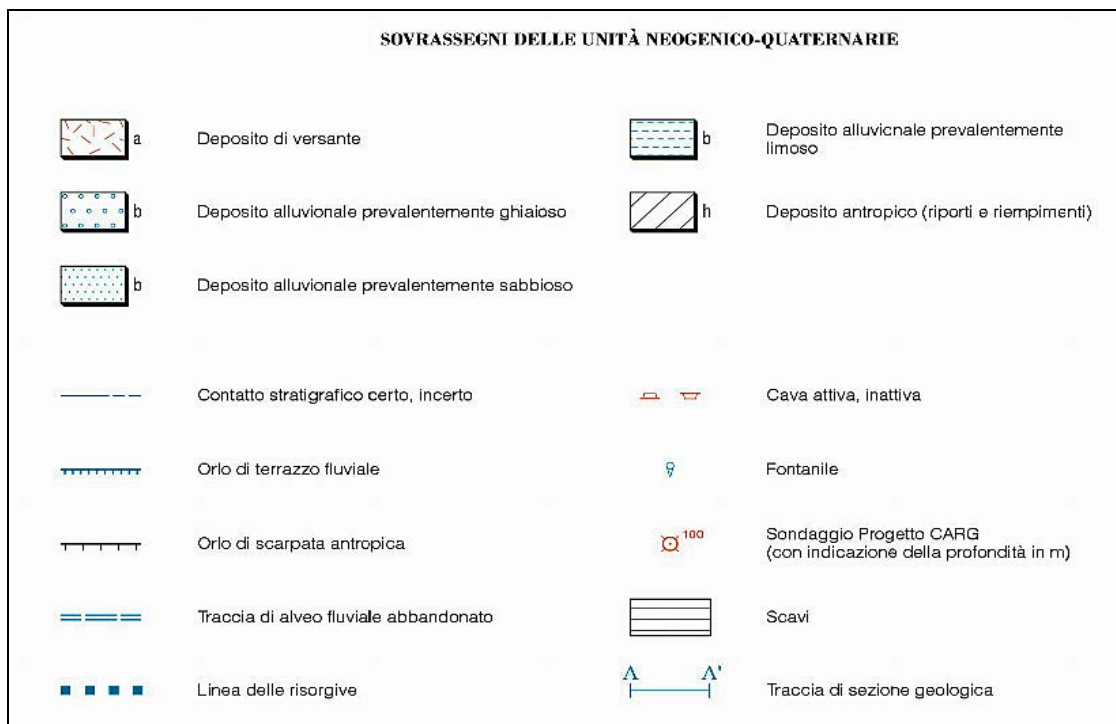 SOVRASSEGNI DELLE UNITÀ NEOGENICO-QUATERNARIE
a Deposito di versante
b Deposito alluvicnale prevalentemente
limoso
b Deposito alluvionale prevalentemente ghiaioso
h Deposito antropico (riporti e riempimenti)
b Deposito alluvionale prevalentemente sabbioso
Contatto stratigrafico certo, incerto
Cava attiva, inattiva
Orlo di terrazzo fluviale
Fontanile
Orlo di scarpata antropica
100 Sondaggio Progetto CARG
(con indicazione della profondità in m)
Traccia di alveo fluviale abbandonato
Scavi
Linea delle risorgive
A A' Traccia di sezione geologica